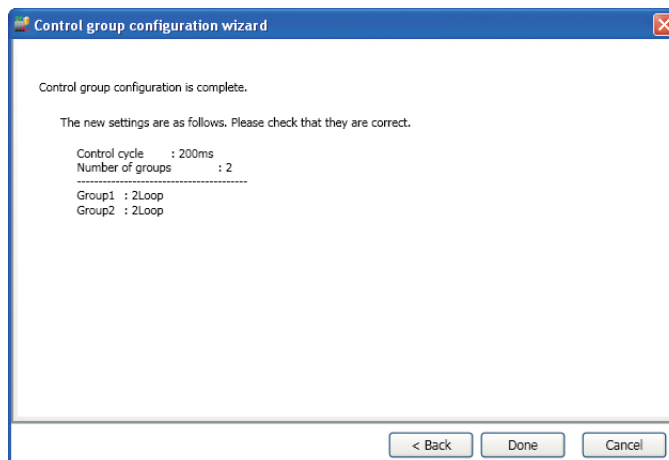 Control group configuration wizard
Control group configuration is complete.
The new settings are as follows. Please check that they are correct.
Control cycle : 200ms
Number of groups : 2
----------------------------------------
Group1 : 2Loop
Group2 : 2Loop
< Back Done Cancel